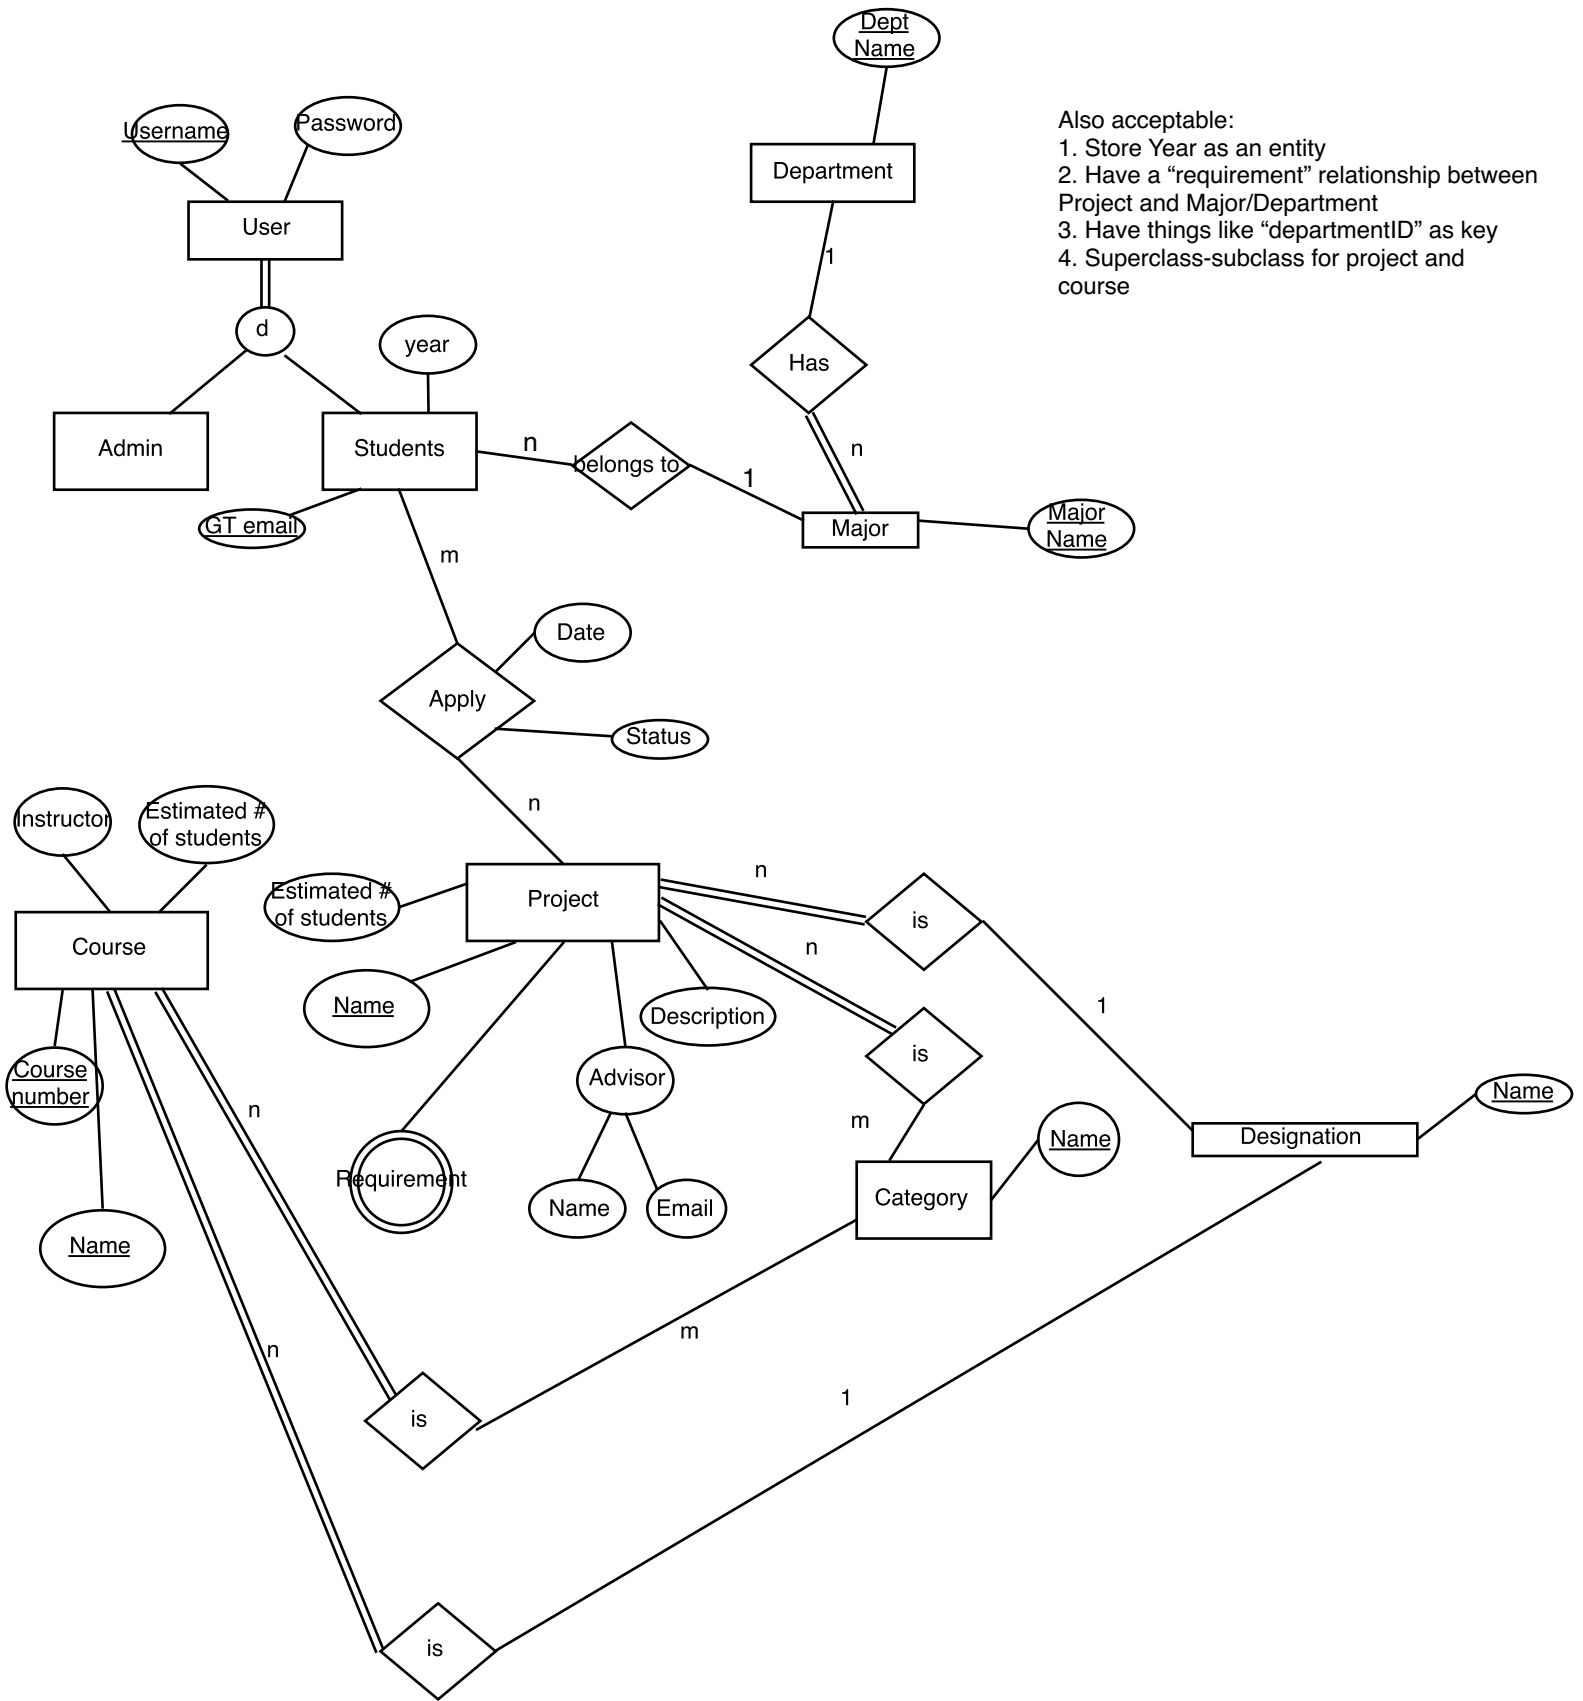 Dept
Name
Username
Password
Also acceptable:
1. Store Year as an entity
2. Have a “requirement” relationship between
Project and Major/Department
3. Have things like “departmentID” as key
4. Superclass-subclass for project and
course
Department
User
1
d
year
Has
Admin
Students
n
belongs to
1
n
GT email
Major
Major
Name
m
Date
Apply
Status
n
Instructor
Estimated #
of students
n
Estimated #
of students
Project
is
Course
n
Name
Description
1
is
Course
number
Advisor
n
m
Name
Designation
Name
Requirement
Name
Email
Category
Name
m
n
1
is
is